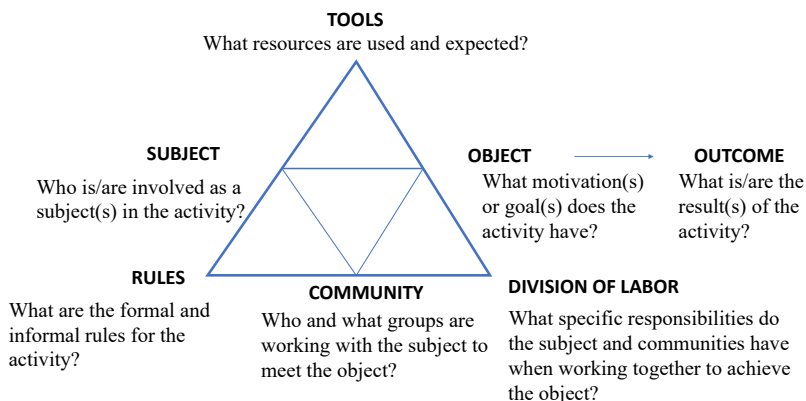 TOOLS
What resources are used and expected?
SUBJECT
Who is/are involved as a
subject(s) in the activity?
OBJECT
What motivation(s)
or goal(s) does the
activity have?
OUTCOME
What is/are the
result(s) of the
activity?
RULES
What are the formal and
informal rules for the
activity?
COMMUNITY
Who and what groups are
working with the subject to
meet the object?
DIVISION OF LABOR
What specific responsibilities do
the subject and communities have
when working together to achieve
the object?